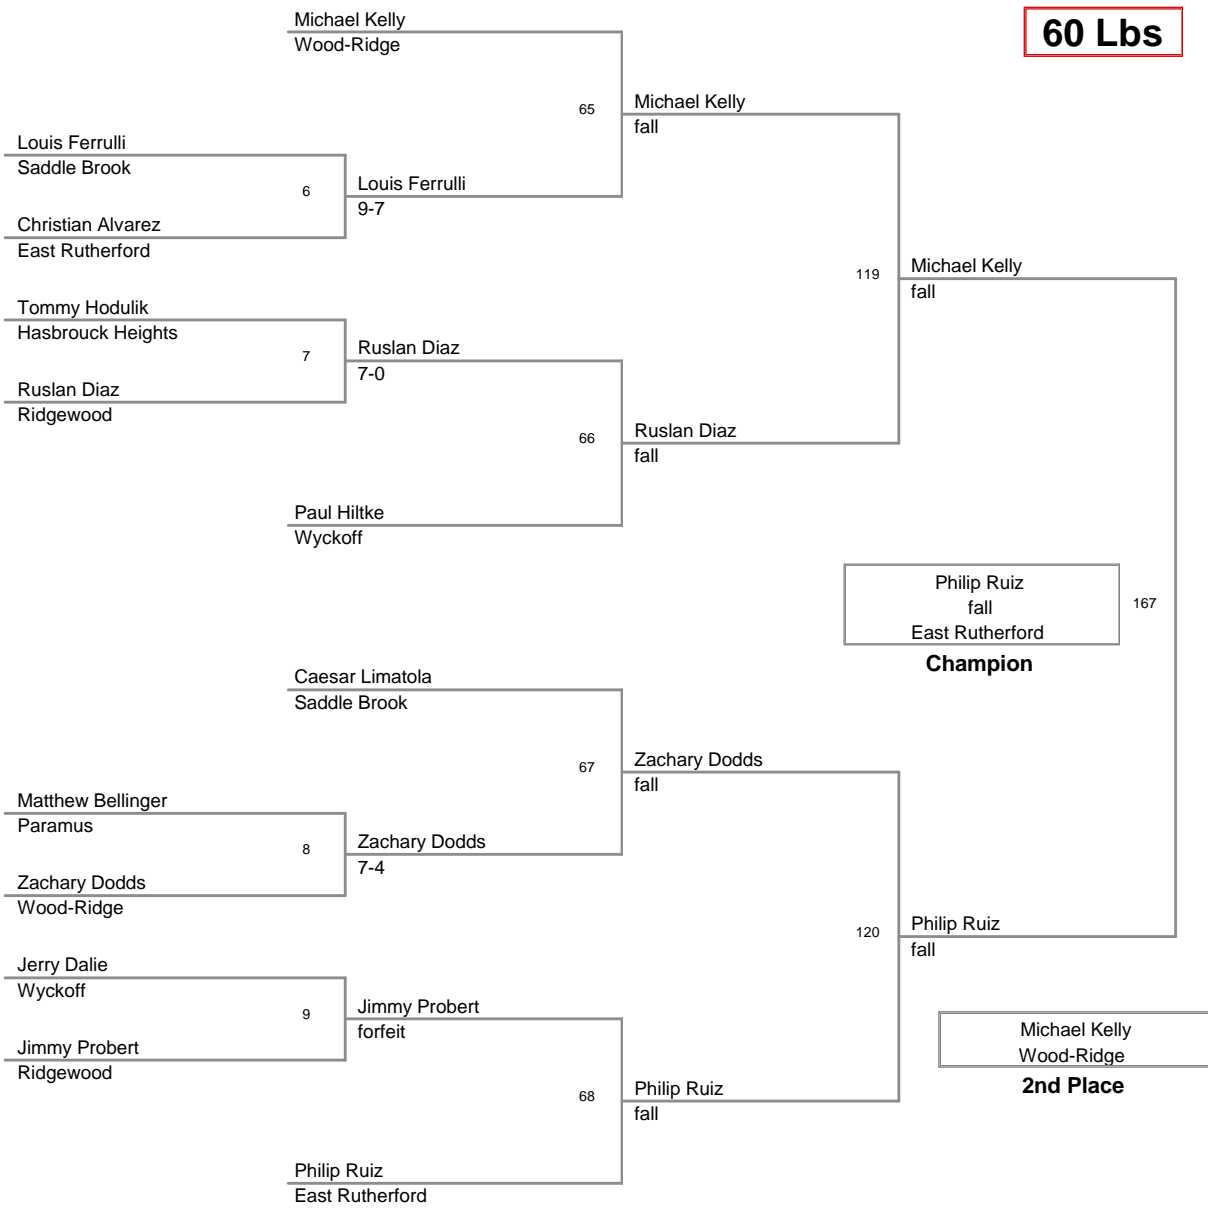 Michael Kelly
Wood-Ridge
60 Lbs
65
Michael Kelly
fall
Louis Ferrulli
Saddle Brook
6
Louis Ferrulli
9-7
Christian Alvarez
East Rutherford
119
Michael Kelly
fall
Tommy Hodulik
Hasbrouck Heights
7
Ruslan Diaz
7-0
Ruslan Diaz
Ridgewood
66
Ruslan Diaz
fall
Paul Hiltke
Wyckoff
Philip Ruiz
fall
East Rutherford
167
Champion
Caesar Limatola
Saddle Brook
67
Zachary Dodds
fall
Matthew Bellinger
Paramus
8
Zachary Dodds
7-4
Zachary Dodds
Wood-Ridge
120
Philip Ruiz
fall
Jerry Dalie
Wyckoff
9
Jimmy Probert
forfeit
Jimmy Probert
Ridgewood
Michael Kelly
Wood-Ridge
2nd Place
68
Philip Ruiz
fall
Philip Ruiz
East Rutherford